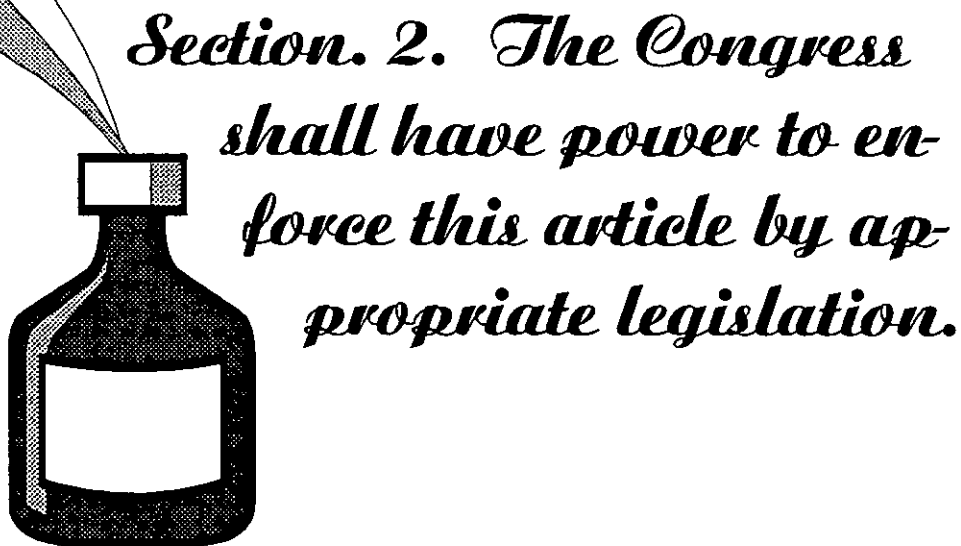 Section. 2. The Congress
shall have power to en-
force this article by ap-
propriate legislation.